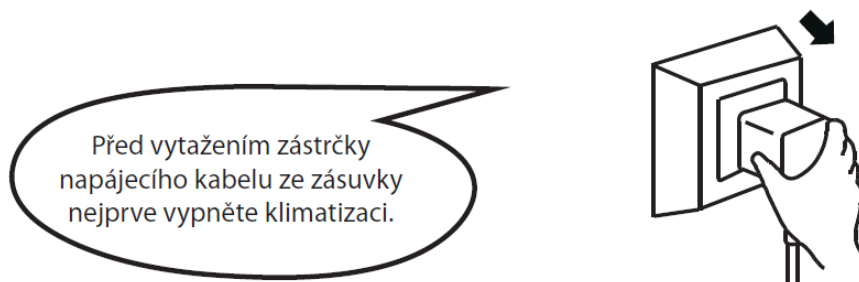 Před vytažením zástrčky
napájecího kabelu ze zásuvky
nejprve vypněte klimatizaci.